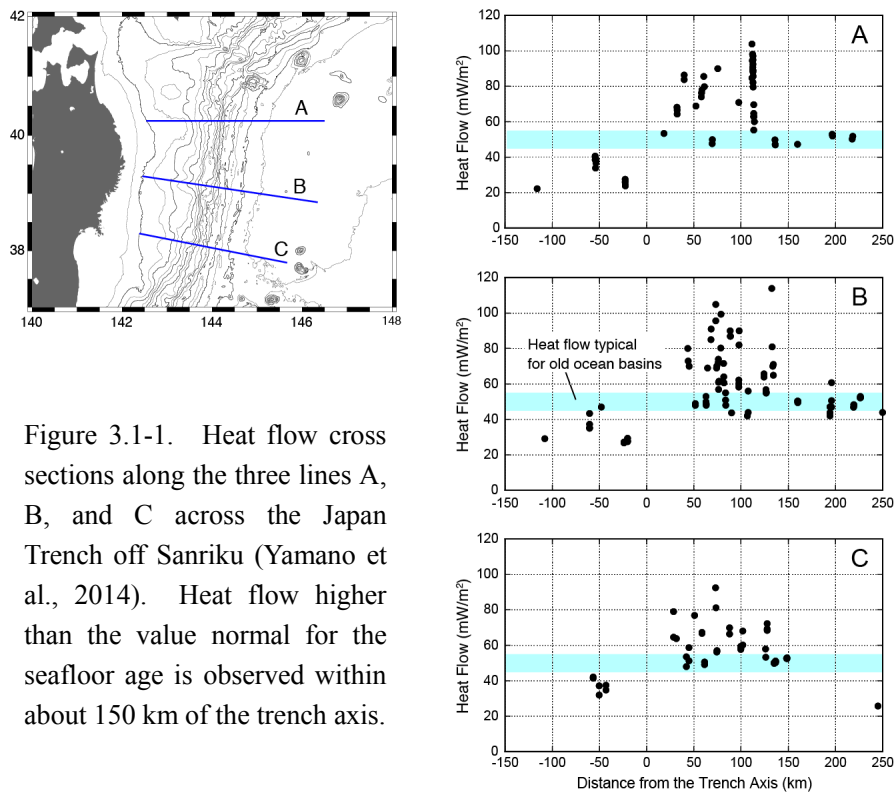 42
40
38
140
142
144
146
148
A
B
C
Figure 3.1-1. Heat flow cross
sections along the three lines A,
B, and C across the Japan
Trench off Sanriku (Yamano et
al., 2014). Heat flow higher
than the value normal for the
seafloor age is observed within
about 150 km of the trench axis.
A
Heat Flow (mW/m²)
120
100
80
60
40
20
0
-150 -100 -50 0 50 100 150 200 250
B
Heat flow typical
for old ocean basins
Heat Flow (mW/m²)
120
100
80
60
40
20
0
-150 -100 -50 0 50 100 150 200 250
C
Heat Flow (mW/m²)
120
100
80
60
40
20
0
-150 -100 -50 0 50 100 150 200 250
Distance from the Trench Axis (km)